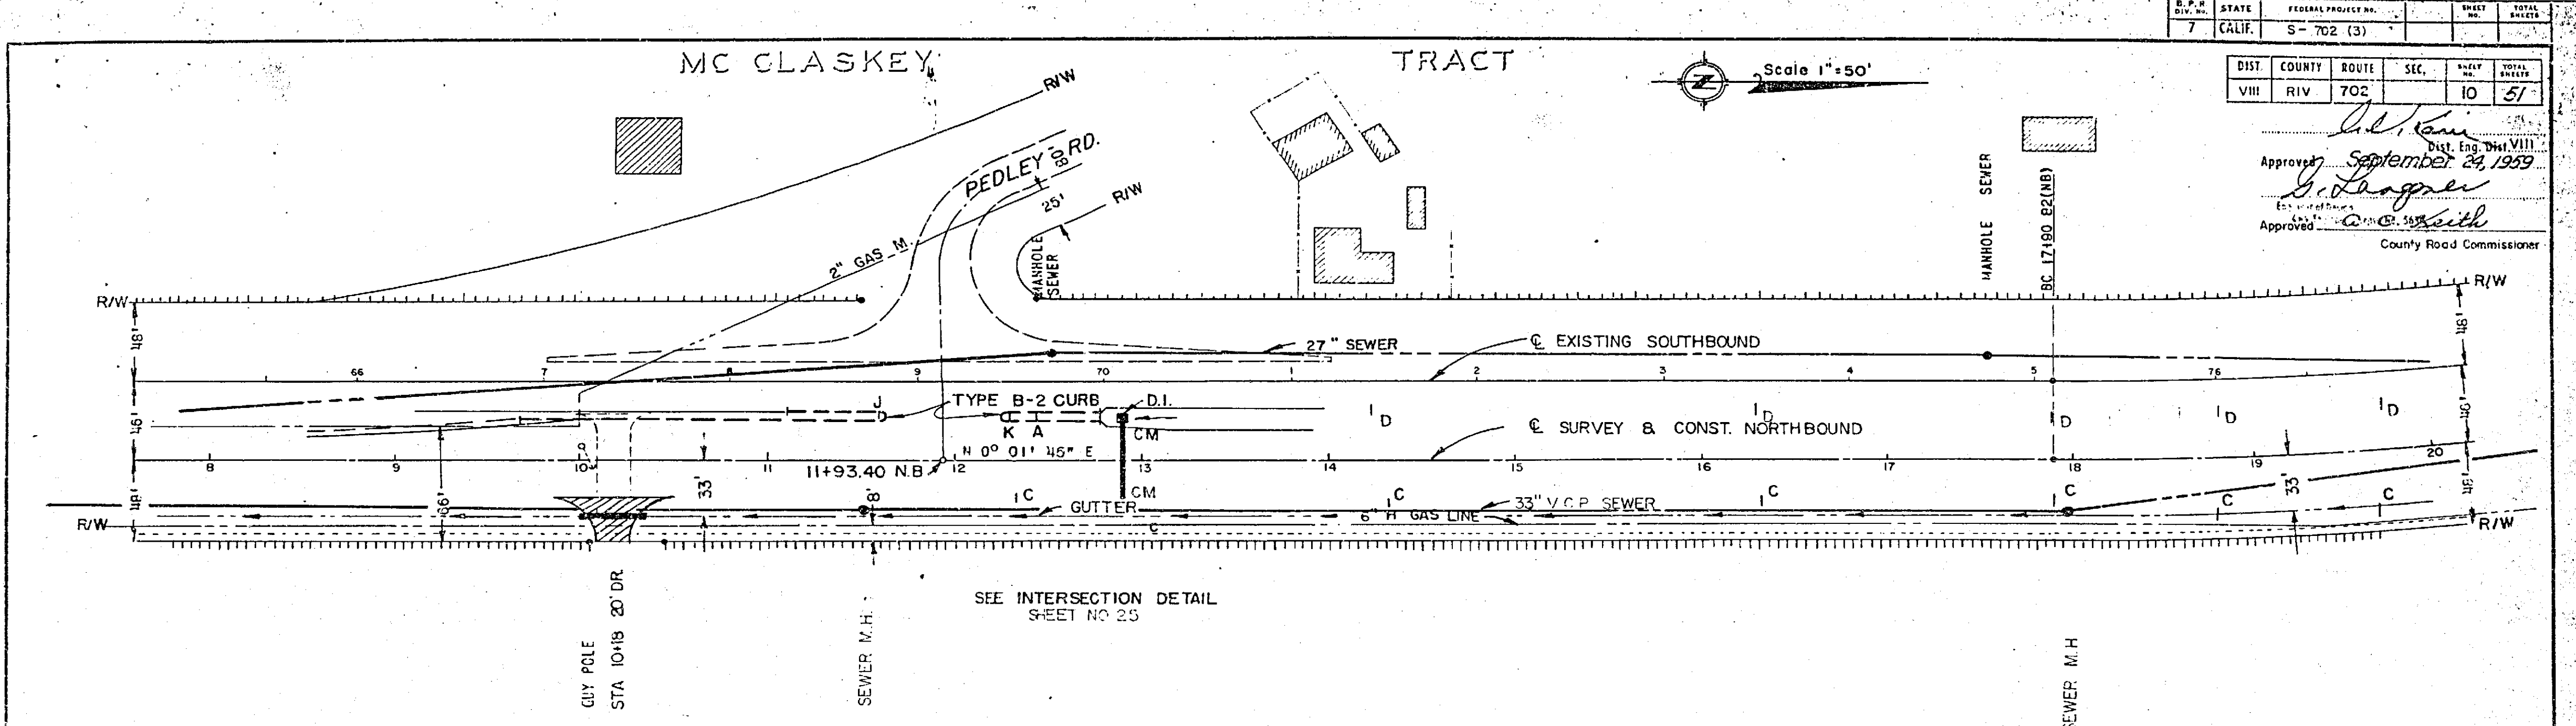 B.P.R. DIV. No. STATE FEDERAL PROJECT No. SHEET NO. TOTAL SHEETS
7 CALIF. S-702 (3)
MC CLASKEY TRACT
Scale 1"=50'
DIST. COUNTY ROUTE SEC. SHEET No. TOTAL SHEETS
VIII RIV 702 10 51
Dist. Eng. Dist. VIII
Approved September 24, 1959
Approved Keith
County Road Commissioner
R/W
PEDLEY RD.
80'
25'
R/W
2" GAS M.
MANHOLE
SEWER
MANHOLE SEWER
BC 17+90.82(NB)
R/W
R/W
48'
27" SEWER
℄ EXISTING SOUTHBOUND
48'
66 7 8 9 70 1 2 3 4 5 76
46'
J
TYPE B-2 CURB
D.I.
K A
CM
D D D D D
℄ SURVEY & CONST. NORTHBOUND
46'
N 0° 01' 45" E
8 9 10 11 12 13 14 15 16 17 18 19 20
11+93.40 N.B.
48'
66'
33'
8'
CM
C C C C C C
GUTTER
33" V.C.P. SEWER
6" H GAS LINE
C
33'
48'
R/W
R/W
SEE INTERSECTION DETAIL
SHEET NO 25
GUY POLE
STA 10+18 20' DR.
SEWER M.H.
SEWER M.H